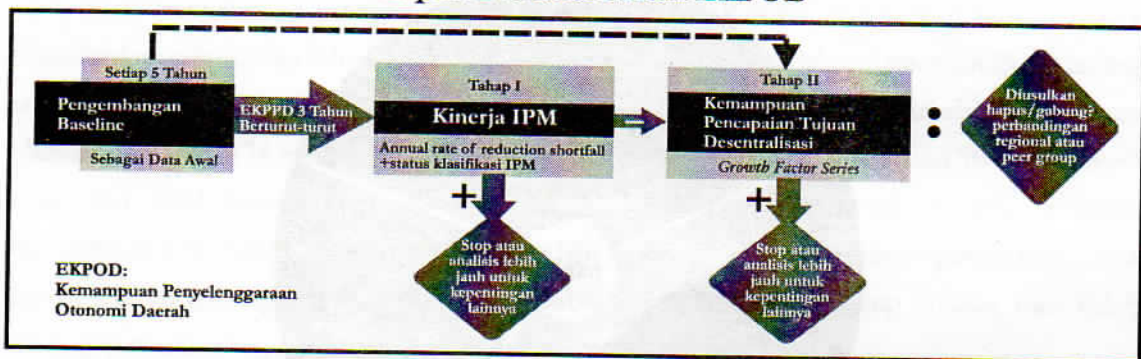 Setiap 5 Tahun
Pengembangan
Baseline
Sebagai Data Awal
EKPPD 3 Tahun
Berturut-turut
Tahap I
Kinerja IPM
Annual rate of reduction shortfall
+status klasifikasi IPM
+
Stop atau
analisis lebih
jauh untuk
kepentingan
lainnya
Tahap II
Kemampuan
Pencapaian Tujuan
Desentralisasi
Growth Factor Series
+
Stop atau
analisis lebih
jauh untuk
kepentingan
lainnya
Diusulkan
hapus/gabung?
perbandingan
regional atau
peer group
EKPOD:
Kemampuan Penyelenggaraan
Otonomi Daerah